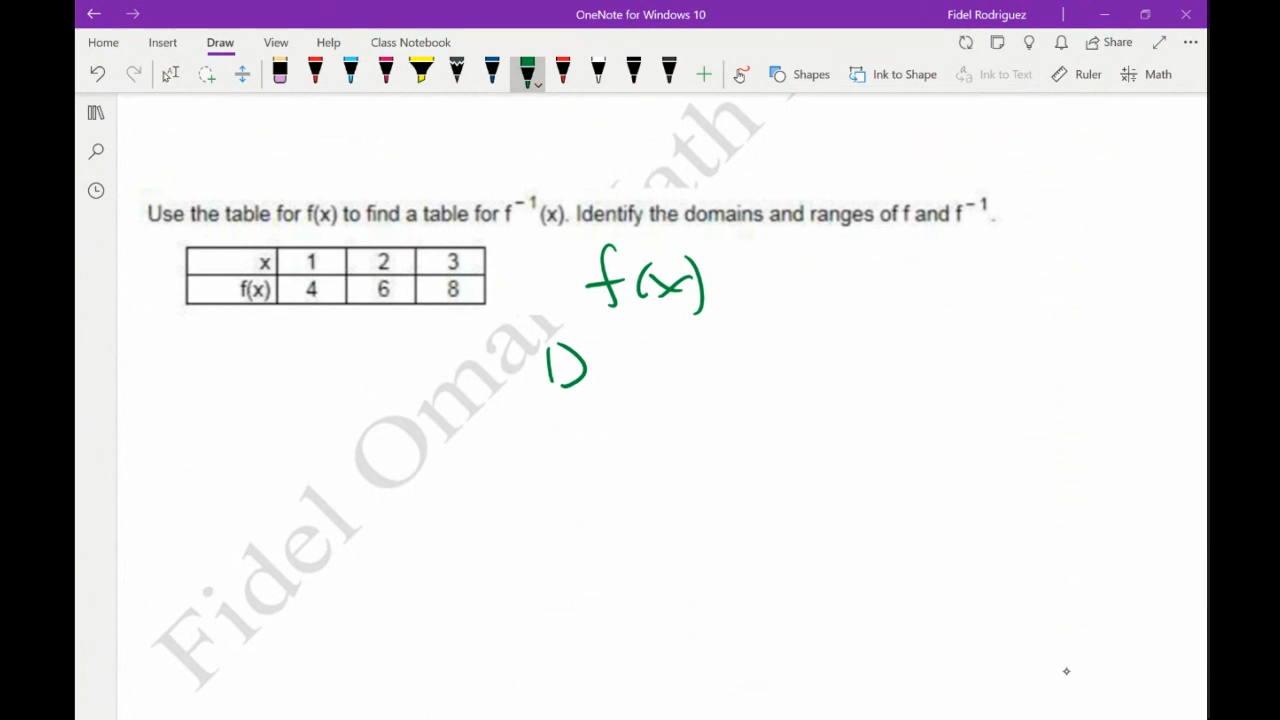 OneNote for Windows 10
Fidel Rodriguez
Home Insert Draw View Help Class Notebook
Share
Shapes Ink to Shape Ink to Text Ruler Math
Use the table for f(x) to find a table for f⁻¹(x). Identify the domains and ranges of f and f⁻¹.
x 1 2 3
f(x) 4 6 8
f(x)
D
Fidel Omar
ath